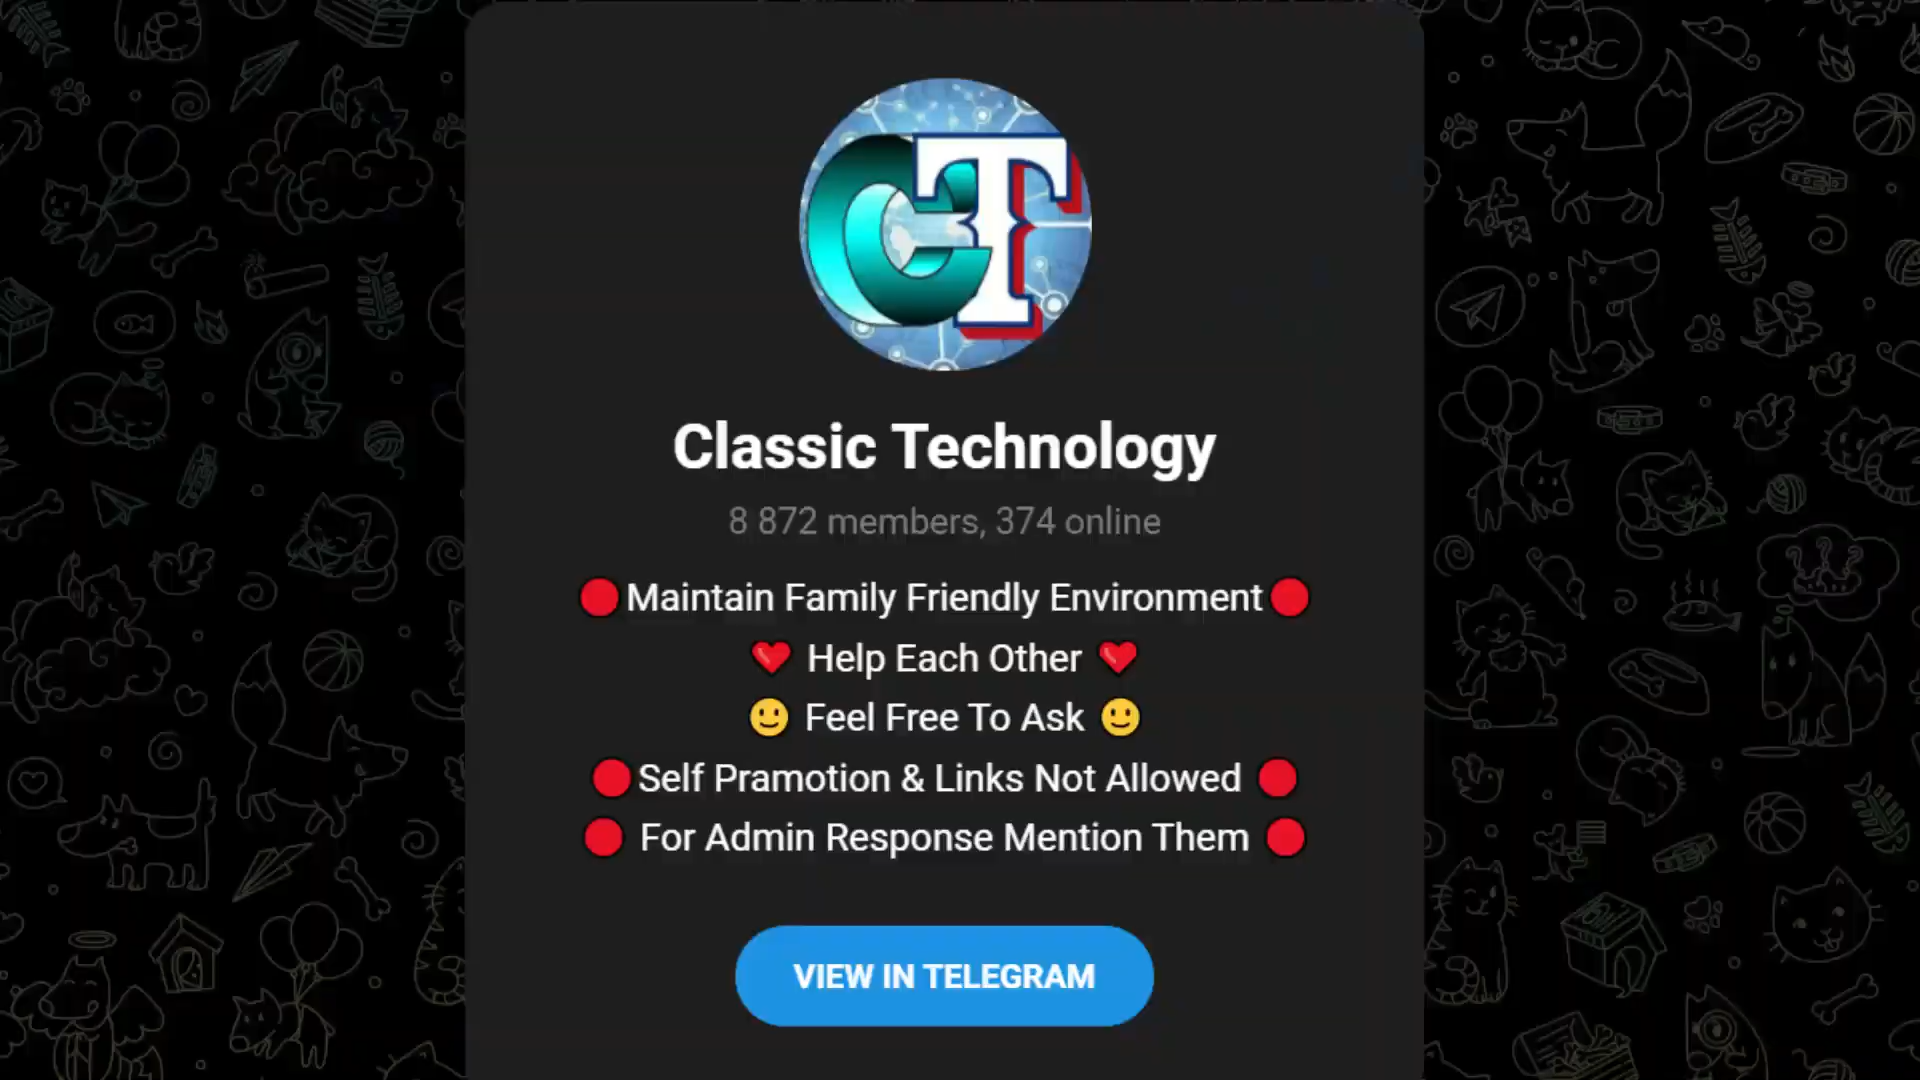 CT
Classic Technology
8 872 members, 374 online
🔴Maintain Family Friendly Environment🔴
❤️ Help Each Other ❤️
🙂 Feel Free To Ask 🙂
🔴Self Pramotion & Links Not Allowed 🔴
🔴 For Admin Response Mention Them 🔴
VIEW IN TELEGRAM